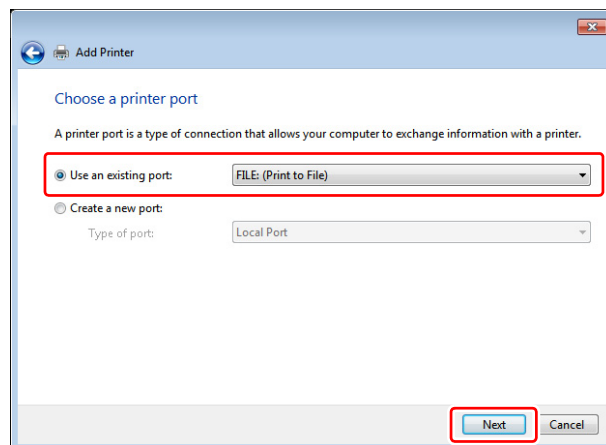 Add Printer
Choose a printer port
A printer port is a type of connection that allows your computer to exchange information with a printer.
Use an existing port: FILE: (Print to File)
Create a new port:
Type of port: Local Port
Next Cancel